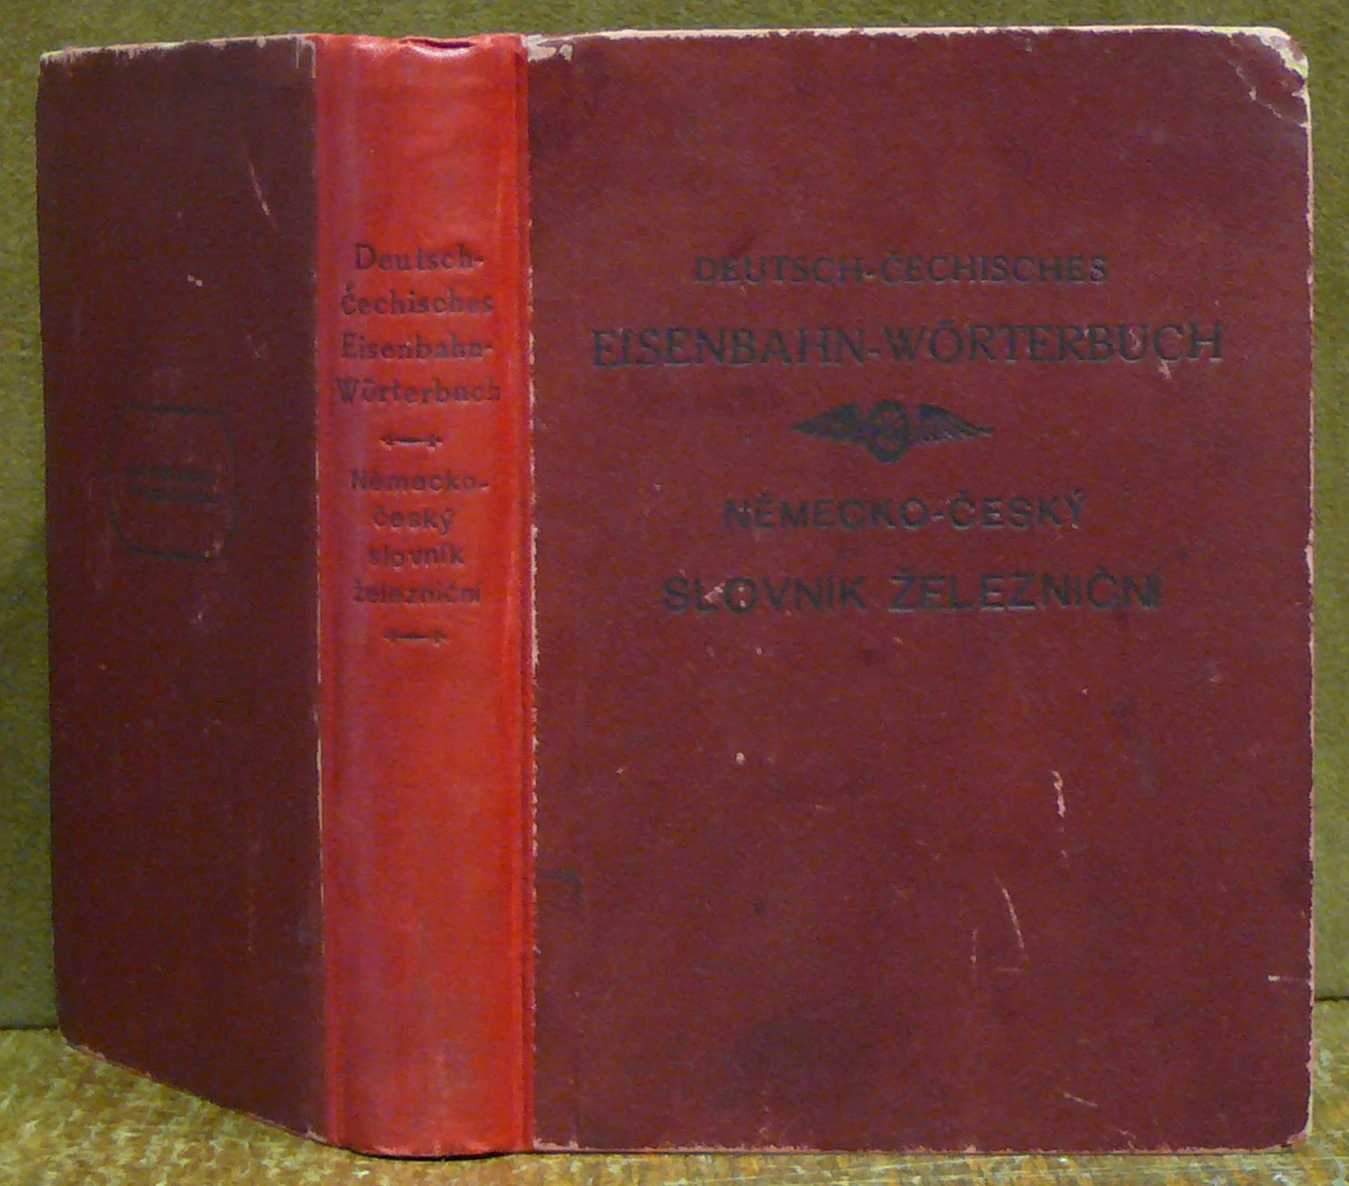 Deutsch-
Čechisches
Eisenbahn-
Wörterbuch
Německo-
český
slovník
železniční
DEUTSCH-ČECHISCHES
EISENBAHN-WÖRTERBUCH
NĚMECKO-ČESKÝ
SLOVNÍK ŽELEZNIČNÍ